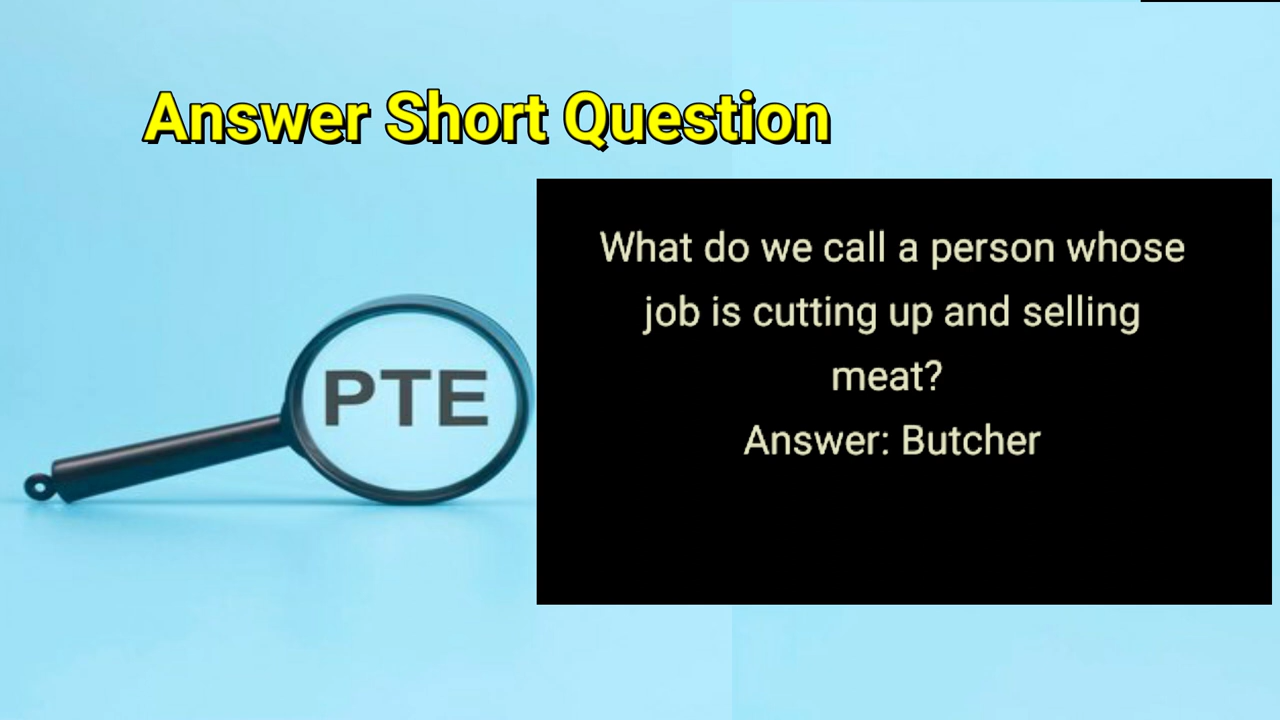 Answer Short Question
What do we call a person whose
job is cutting up and selling
meat?
Answer: Butcher
PTE